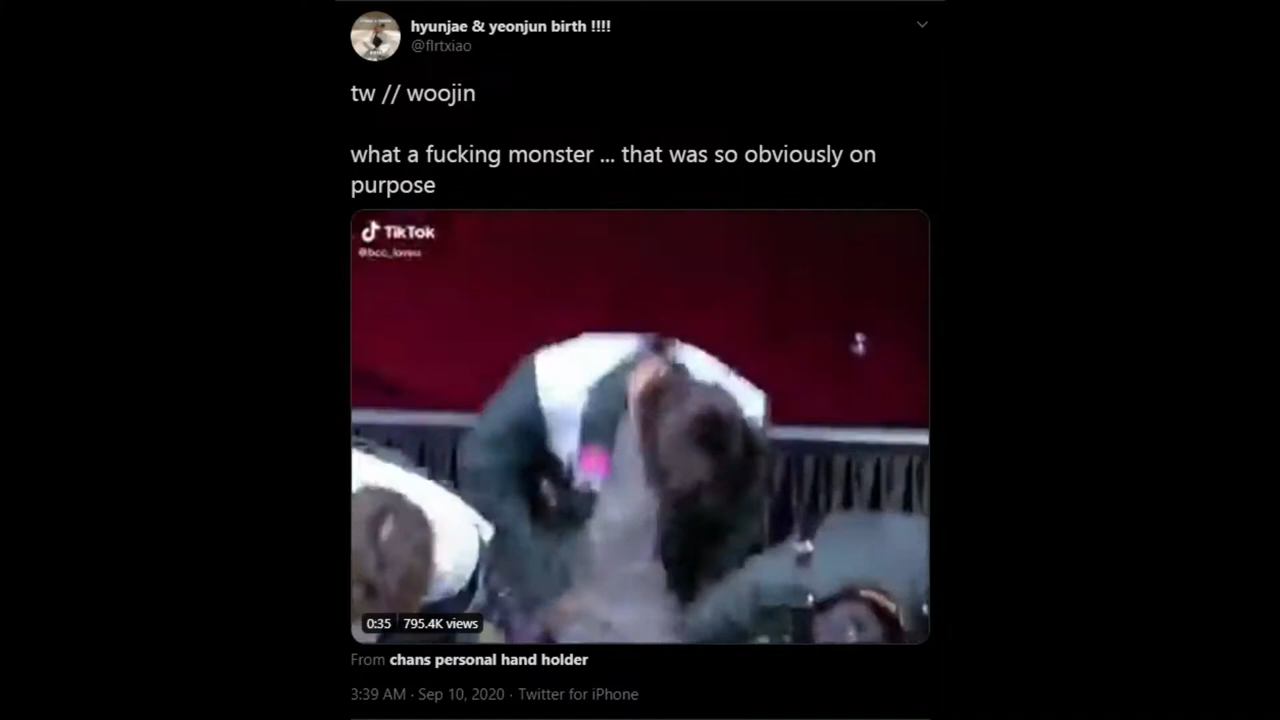 hyunjae & yeonjun birth !!!!
@flrtxiao
tw // woojin
what a fucking monster ... that was so obviously on
purpose
TikTok
0:35 795.4K views
From chans personal hand holder
3:39 AM · Sep 10, 2020 · Twitter for iPhone